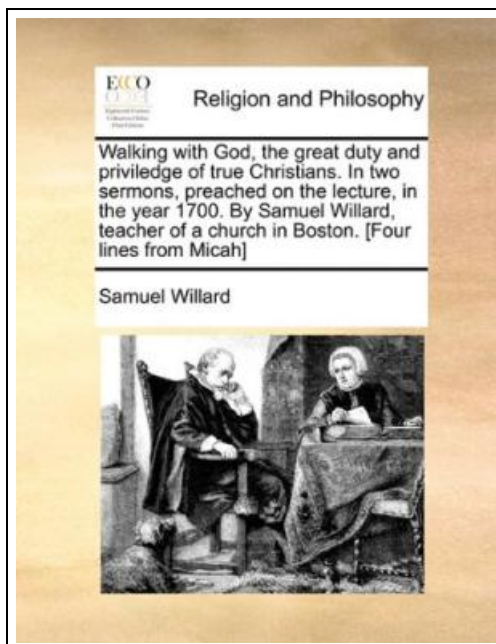 ECCO
Religion and Philosophy
Walking with God, the great duty and
priviledge of true Christians. In two
sermons, preached on the lecture, in
the year 1700. By Samuel Willard,
teacher of a church in Boston. [Four
lines from Micah]
Samuel Willard